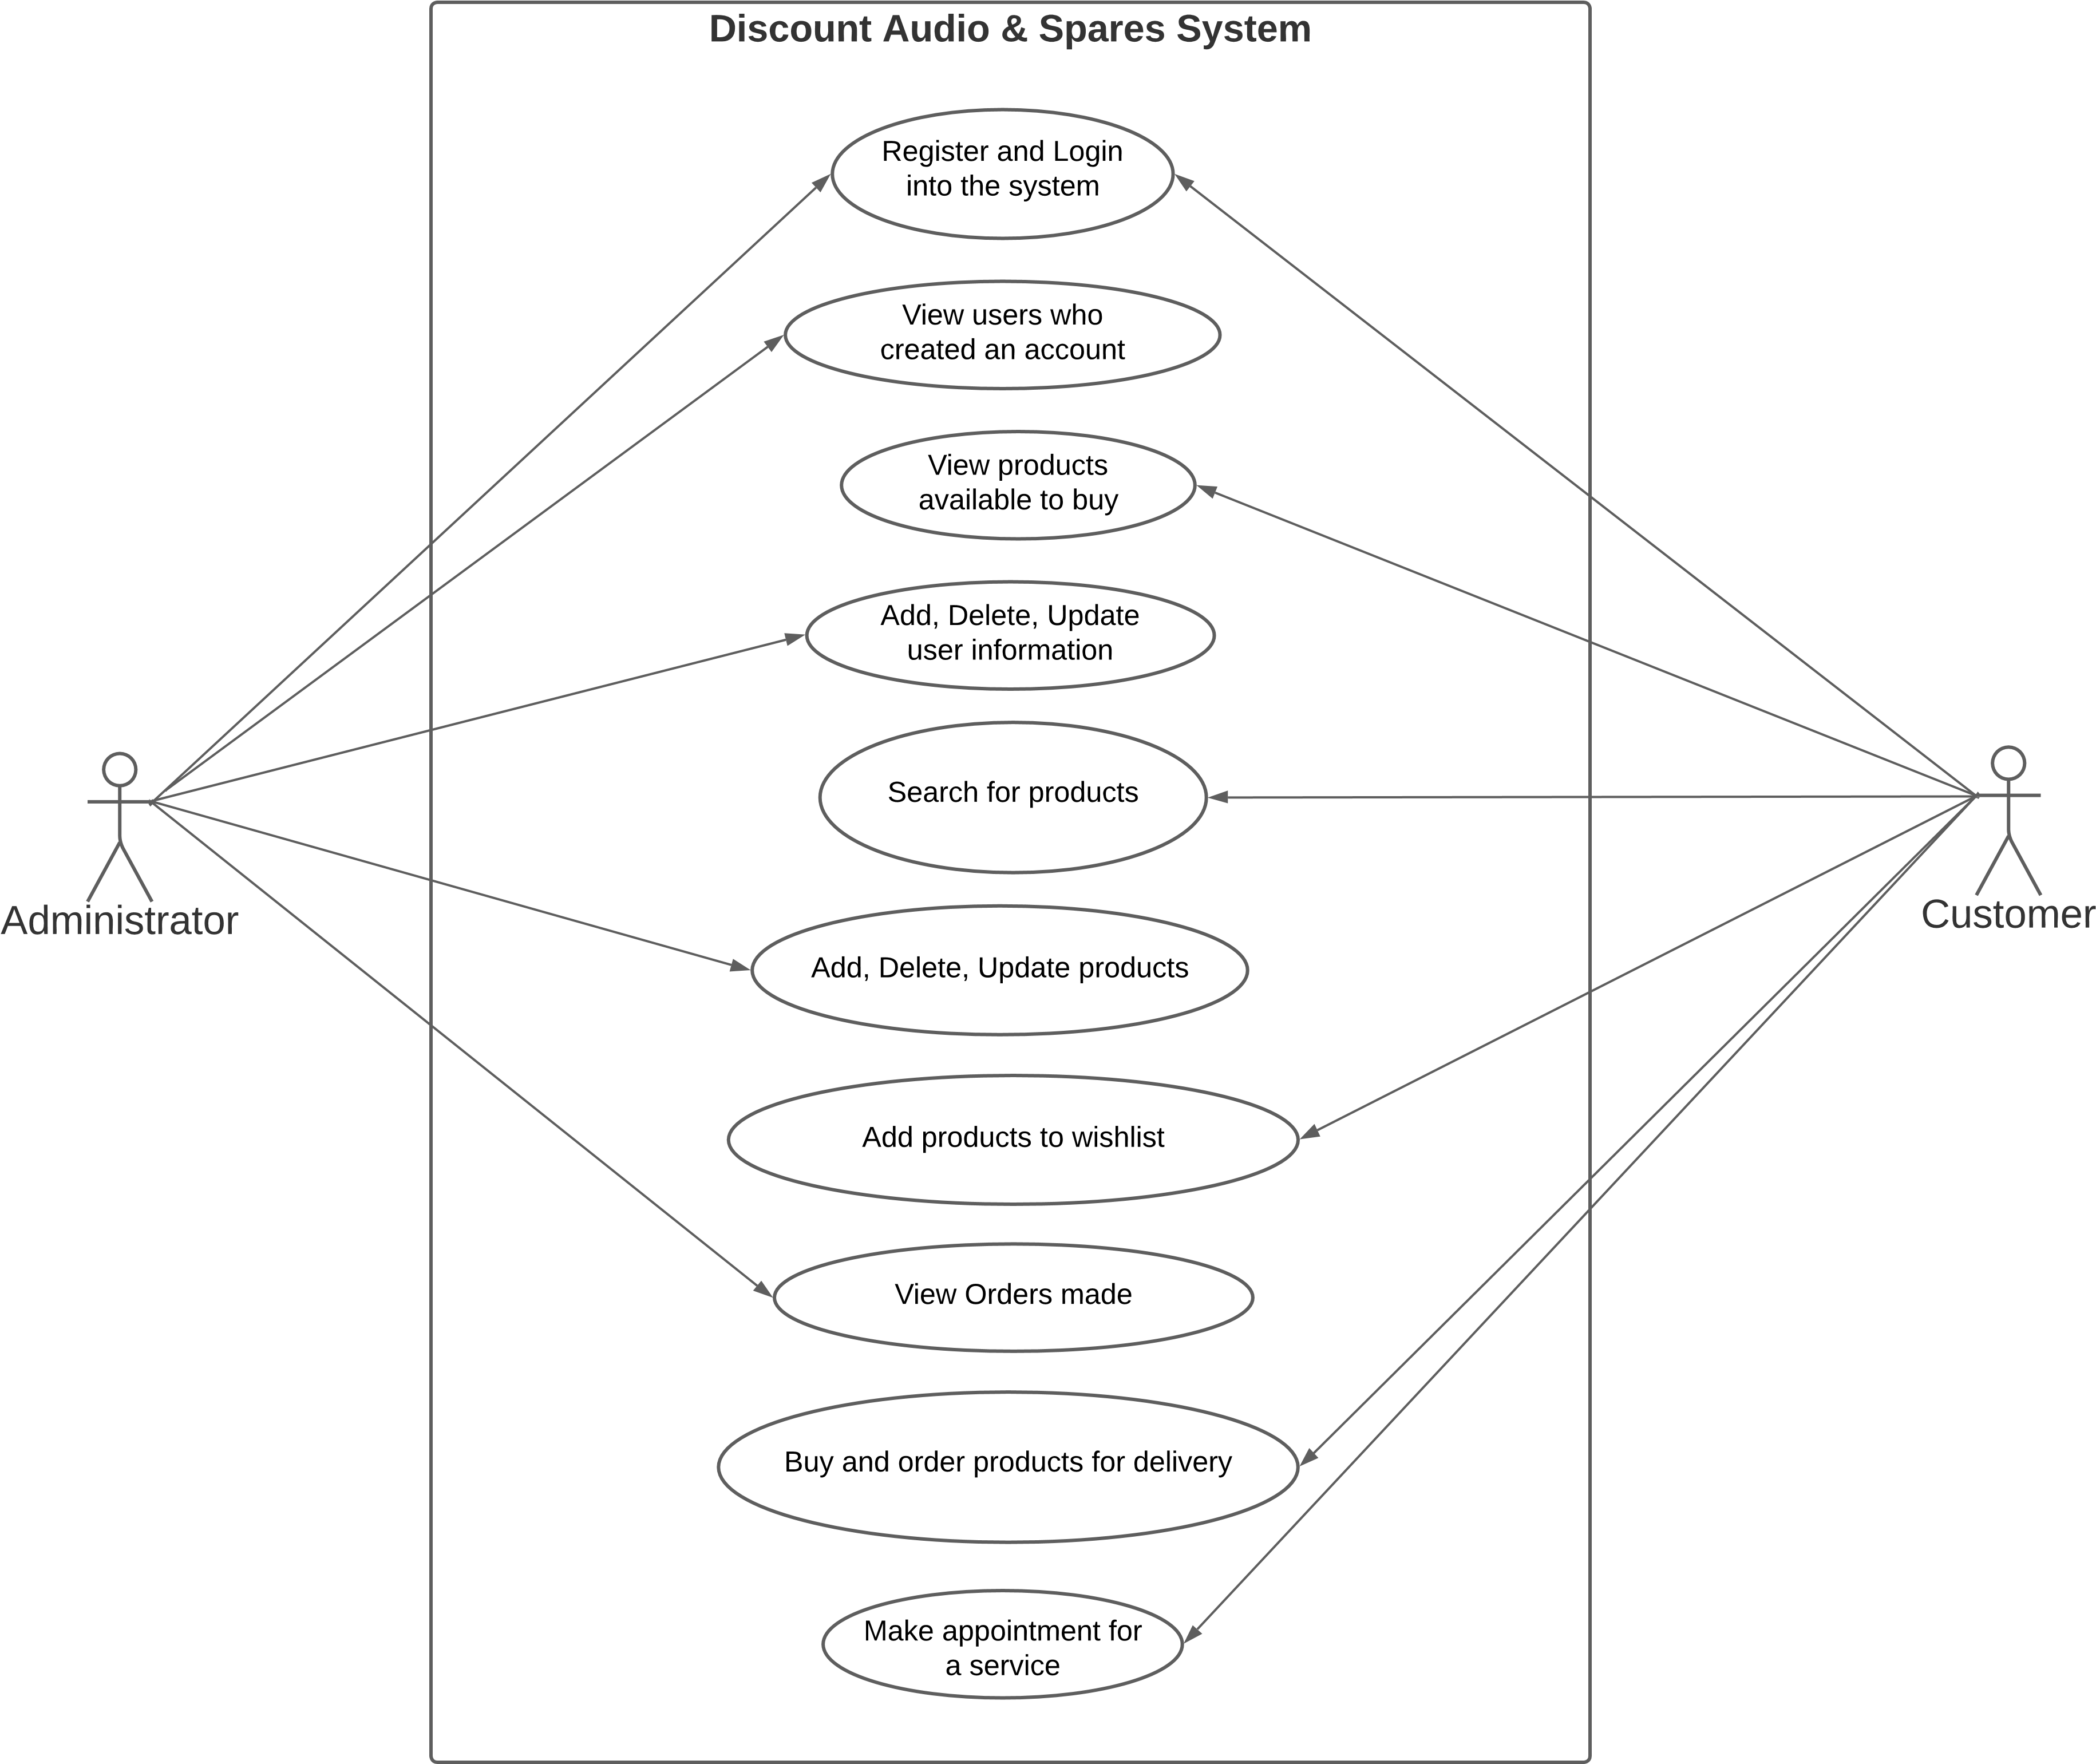 Discount Audio & Spares System
Register and Login
into the system
View users who
created an account
View products
available to buy
Add, Delete, Update
user information
Search for products
Administrator
Customer
Add, Delete, Update products
Add products to wishlist
View Orders made
Buy and order products for delivery
Make appointment for
a service